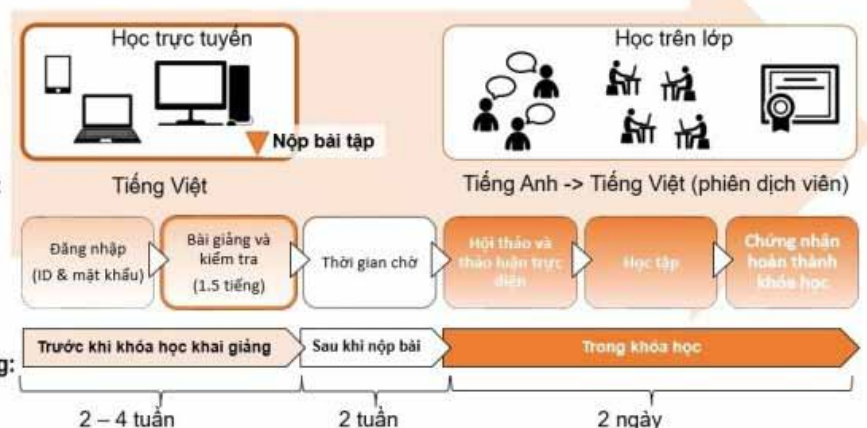 Học trực tuyến
Học trên lớp
Nộp bài tập
Tiếng Việt
Tiếng Anh -> Tiếng Việt (phiên dịch viên)
Đăng nhập
(ID & mật khẩu)
Bài giảng và
kiểm tra
(1.5 tiếng)
Thời gian chờ
Hội thảo và
thảo luận trực
diện
Học tập
Chứng nhận
hoàn thành
khóa học
Trước khi khóa học khai giảng
Sau khi nộp bài
Trong khóa học
g:
2 – 4 tuần
2 tuần
2 ngày